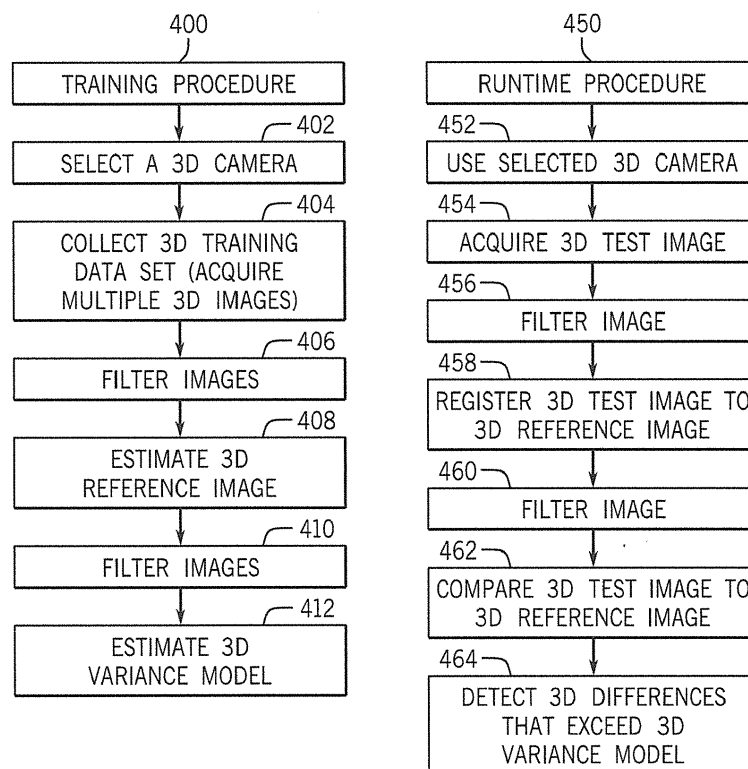 400
TRAINING PROCEDURE
402
SELECT A 3D CAMERA
404
COLLECT 3D TRAINING
DATA SET (ACQUIRE
MULTIPLE 3D IMAGES)
406
FILTER IMAGES
408
ESTIMATE 3D
REFERENCE IMAGE
410
FILTER IMAGES
412
ESTIMATE 3D
VARIANCE MODEL
450
RUNTIME PROCEDURE
452
USE SELECTED 3D CAMERA
454
ACQUIRE 3D TEST IMAGE
456
FILTER IMAGE
458
REGISTER 3D TEST IMAGE TO
3D REFERENCE IMAGE
460
FILTER IMAGE
462
COMPARE 3D TEST IMAGE TO
3D REFERENCE IMAGE
464
DETECT 3D DIFFERENCES
THAT EXCEED 3D
VARIANCE MODEL